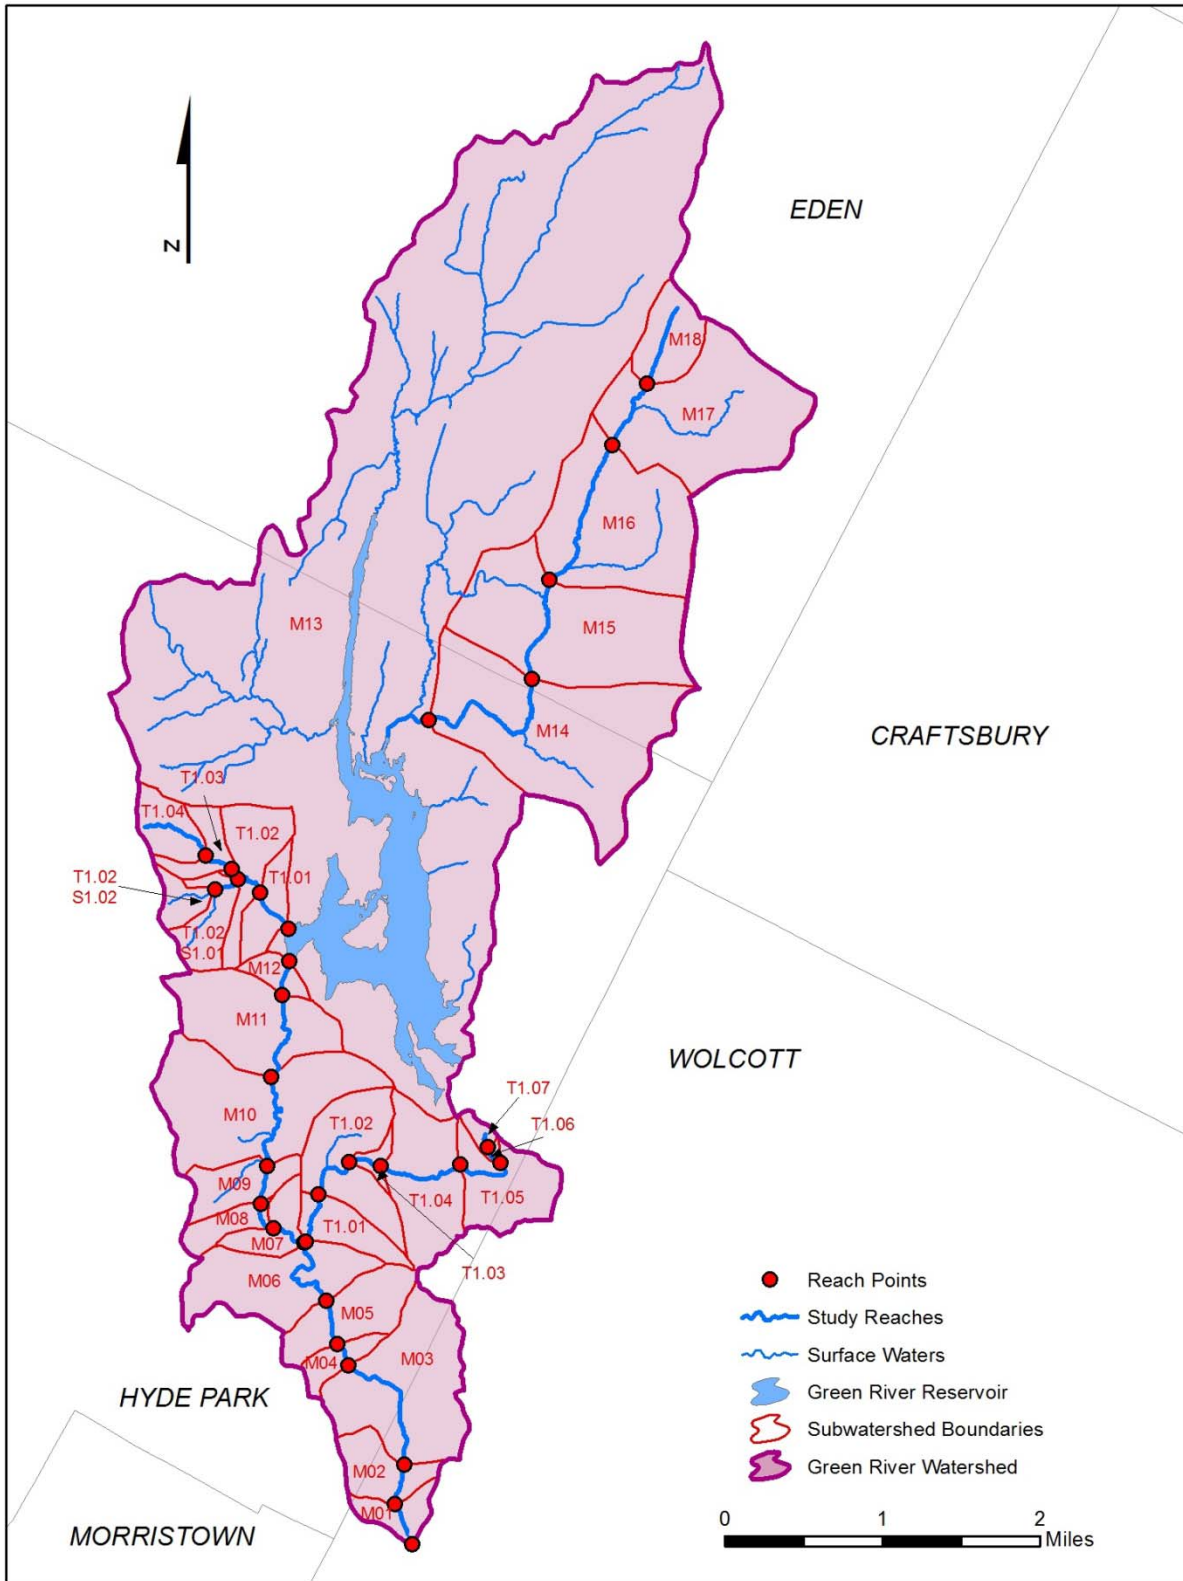 EDEN
N
M18
M17
M16
M13
M15
M14
CRAFTSBURY
T1.03
T1.04
T1.02
T1.01
T1.02
S1.02
T1.02
S1.01
M12
M11
WOLCOTT
T1.07
T1.06
M10
T1.02
M09
T1.04
T1.05
M08
T1.01
M07
T1.03
M06
M05
M04
M03
HYDE PARK
M02
M01
MORRISTOWN
Reach Points
Study Reaches
Surface Waters
Green River Reservoir
Subwatershed Boundaries
Green River Watershed
0 1 2
Miles